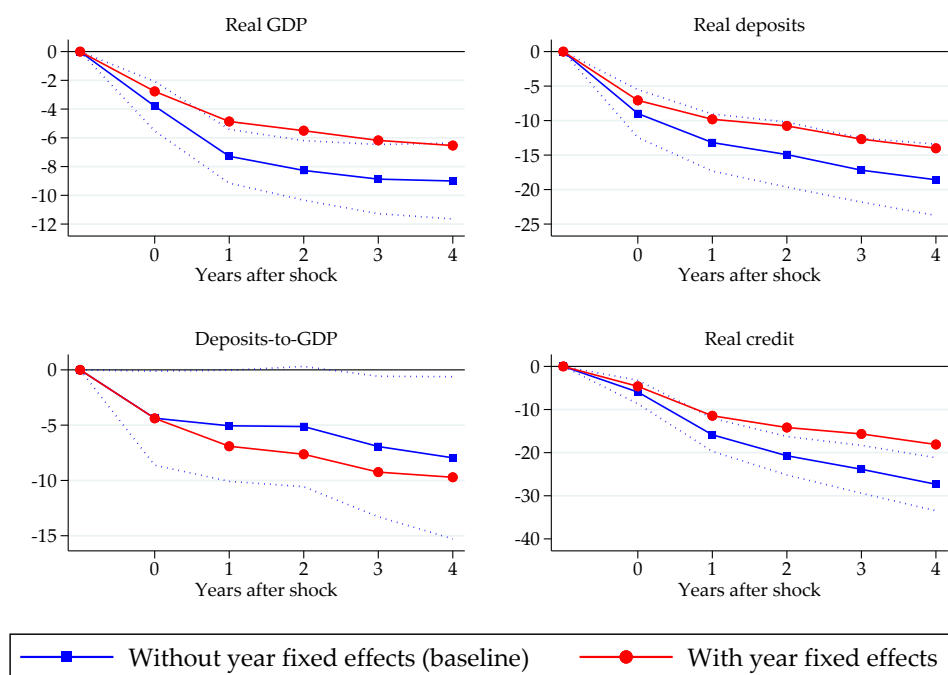 Real GDP
0
-2
-4
-6
-8
-10
-12
0 1 2 3 4
Years after shock
Real deposits
0
-5
-10
-15
-20
-25
0 1 2 3 4
Years after shock
Deposits-to-GDP
0
-5
-10
-15
0 1 2 3 4
Years after shock
Real credit
0
-10
-20
-30
-40
0 1 2 3 4
Years after shock
Without year fixed effects (baseline) With year fixed effects